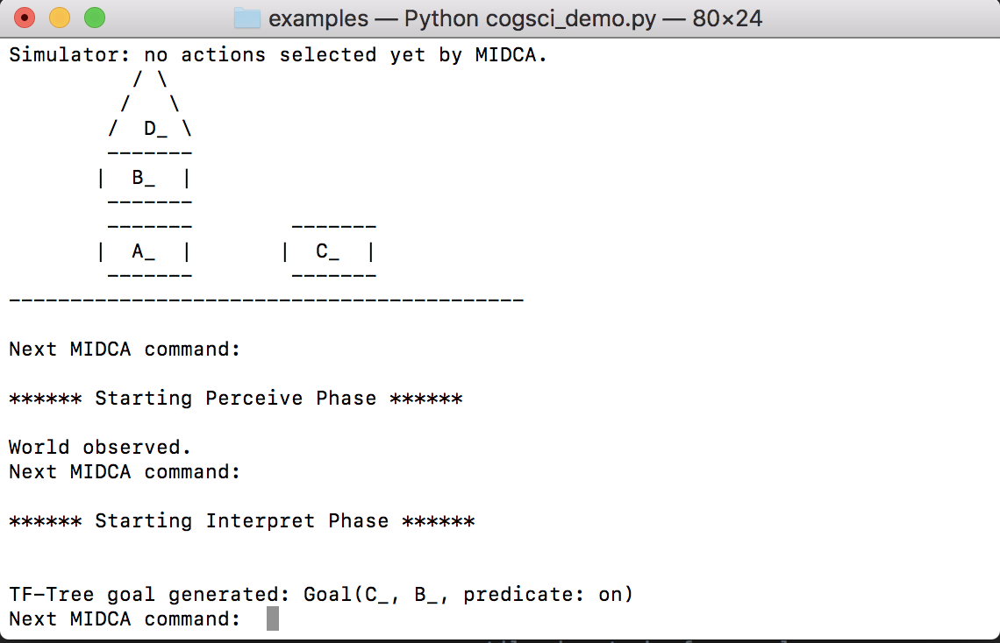 examples — Python cogsci_demo.py — 80×24
Simulator: no actions selected yet by MIDCA.
          / \
         /   \
        /  D_ \
        -------
       |  B_  |
        -------
        -------        -------
       |  A_  |       |  C_  |
        -------        -------
------------------------------------------
Next MIDCA command:
****** Starting Perceive Phase ******
World observed.
Next MIDCA command:
****** Starting Interpret Phase ******
TF-Tree goal generated: Goal(C_, B_, predicate: on)
Next MIDCA command: